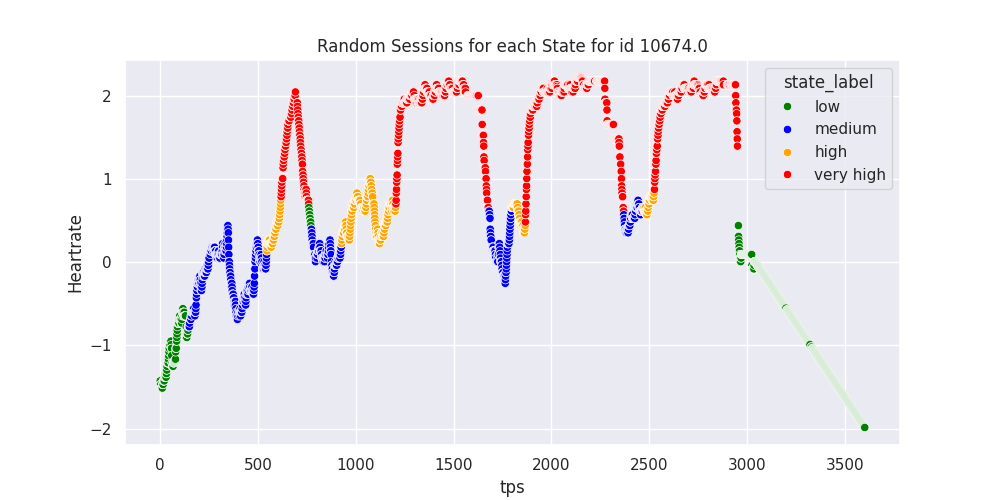 Random Sessions for each State for id 10674.0
state_label
low
medium
high
very high
Heartrate
2
1
0
−1
−2
0 500 1000 1500 2000 2500 3000 3500
tps